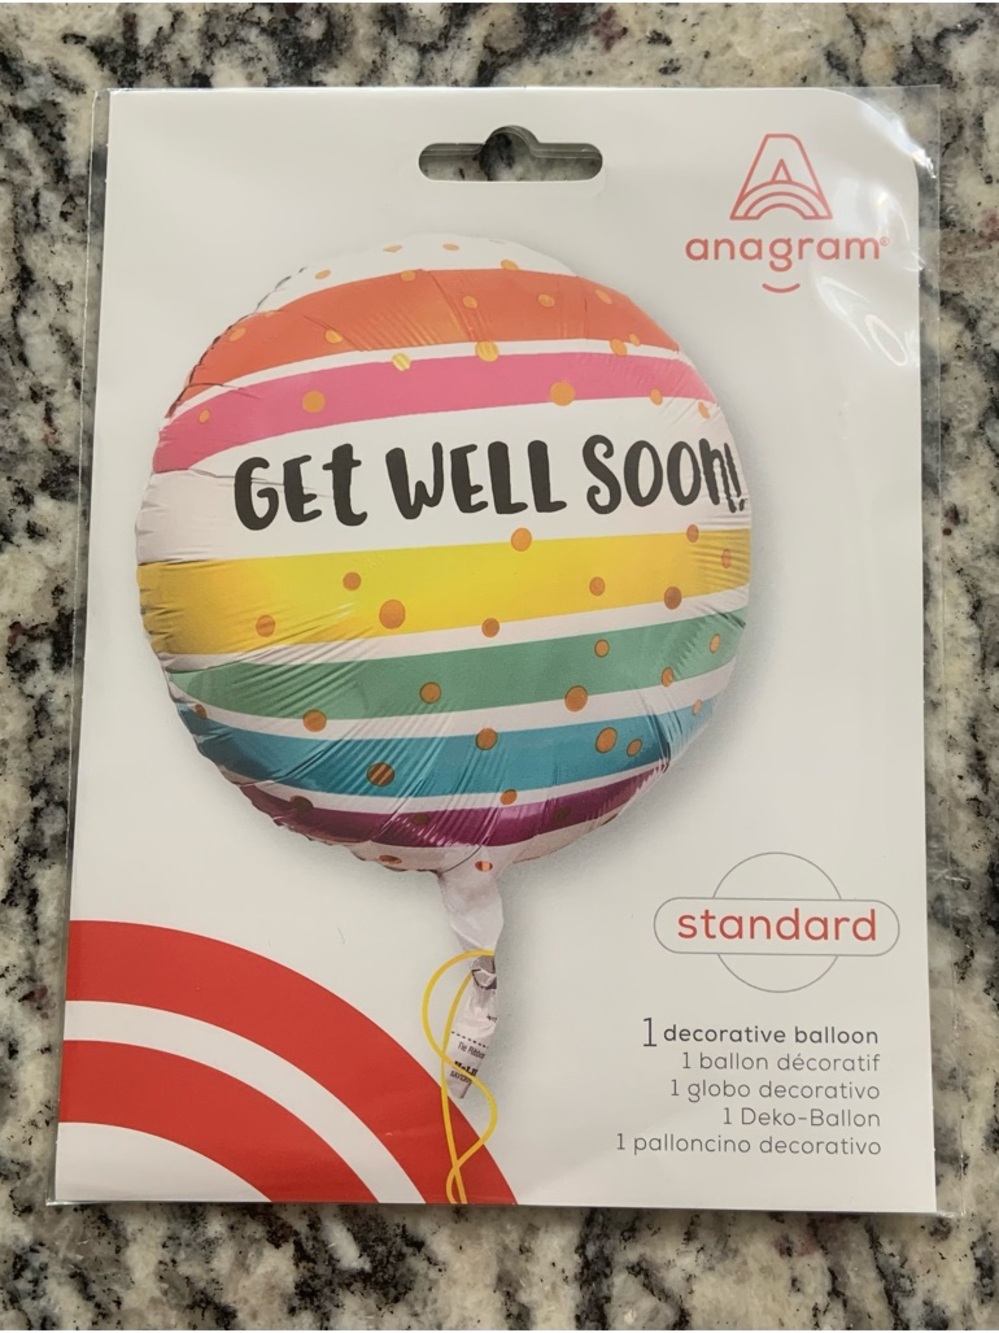 anagram®
GEt WELL SOOn!
standard
1 decorative balloon
1 ballon décoratif
1 globo decorativo
1 Deko-Ballon
1 palloncino decorativo